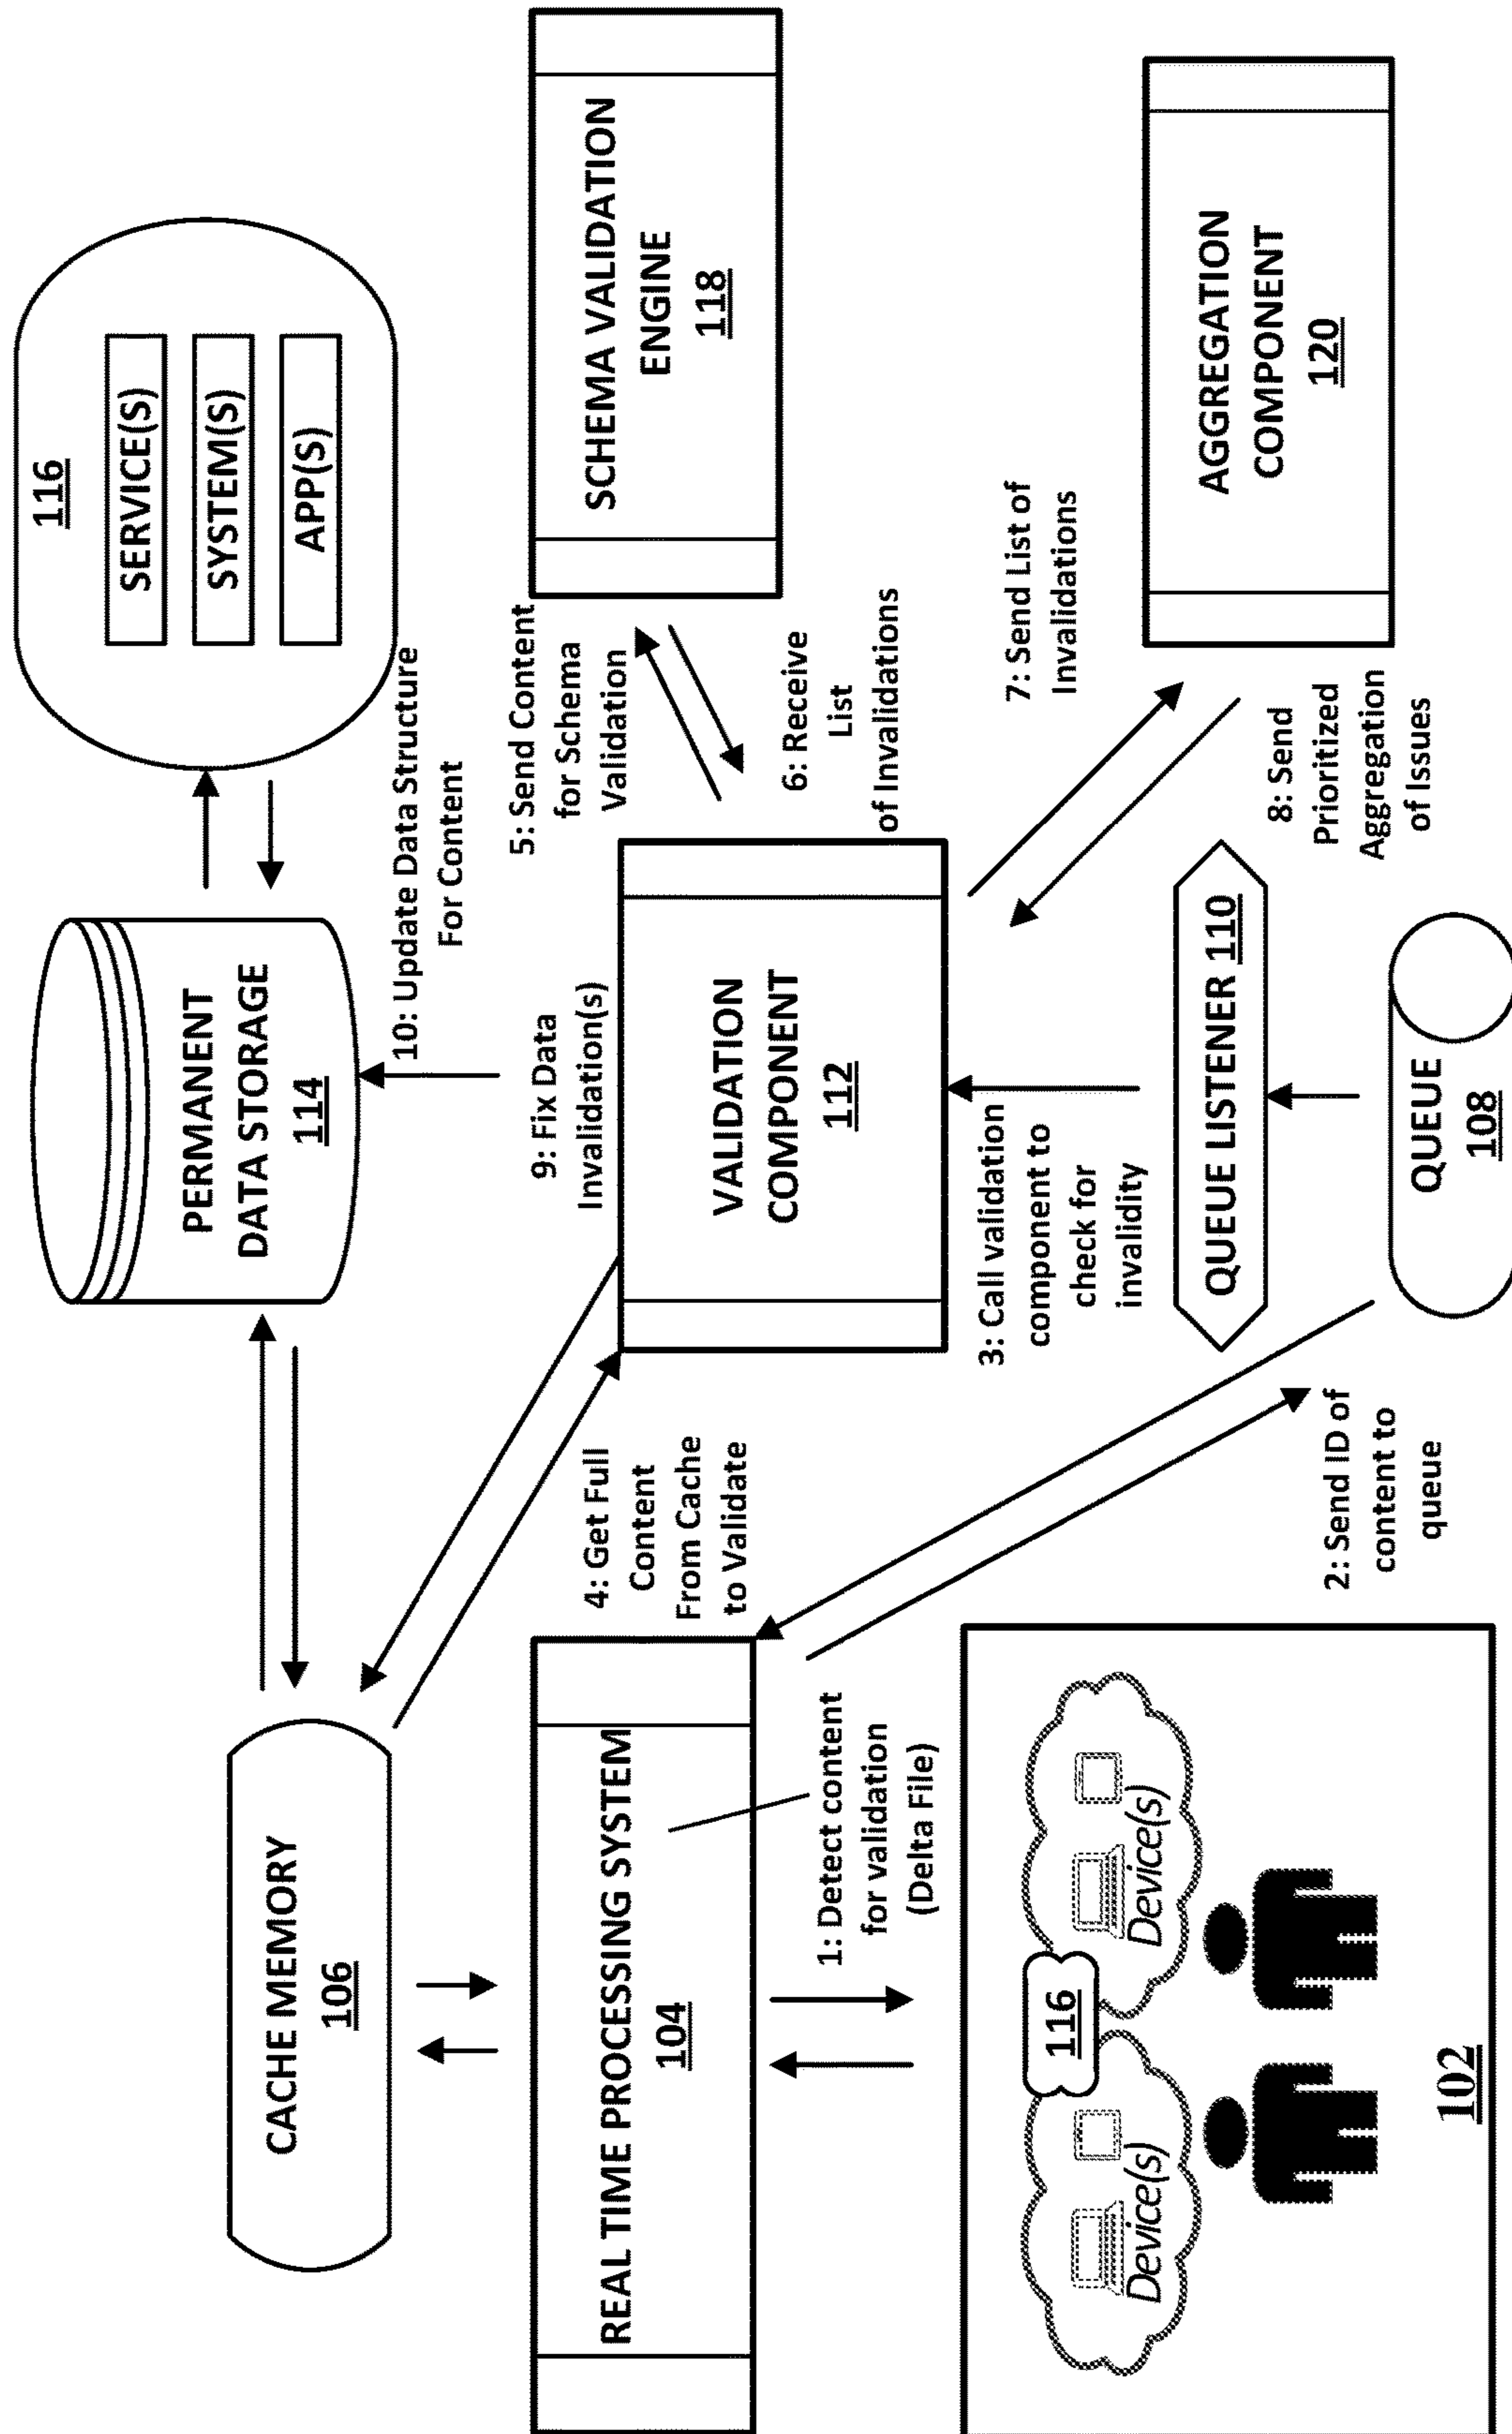 CACHE MEMORY
106
PERMANENT
DATA STORAGE
114
116
SERVICE(S)
SYSTEM(S)
APP(S)
10: Update Data Structure
For Content
REAL TIME PROCESSING SYSTEM
104
4: Get Full
Content
From Cache
to Validate
9: Fix Data
Invalidation(s)
VALIDATION
COMPONENT
112
5: Send Content
for Schema
Validation
6: Receive
List
of Invalidations
SCHEMA VALIDATION
ENGINE
118
1: Detect content
for validation
(Delta File)
3: Call validation
component to
check for
invalidity
7: Send List of
Invalidations
QUEUE LISTENER 110
8: Send
Prioritized
Aggregation
of Issues
AGGREGATION
COMPONENT
120
116
Device(s)
Device(s)
102
2: Send ID of
content to
queue
QUEUE
108